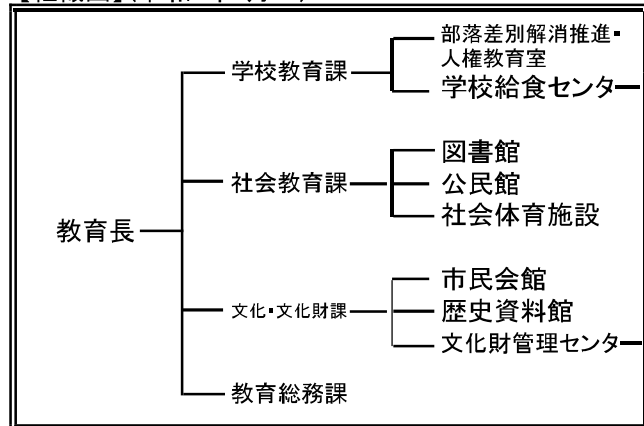 学校教育課
部落差別解消推進・
人権教育室
学校給食センター
社会教育課
図書館
公民館
社会体育施設
教育長
文化・文化財課
市民会館
歴史資料館
文化財管理センター
教育総務課